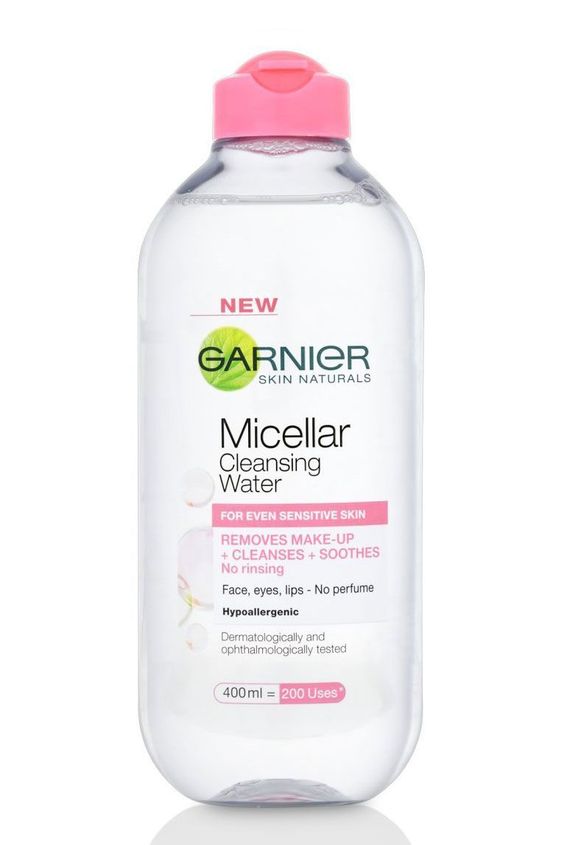 NEW
GARNIER
SKIN NATURALS
Micellar
Cleansing
Water
FOR EVEN SENSITIVE SKIN
REMOVES MAKE-UP
+ CLEANSES + SOOTHES
No rinsing
Face, eyes, lips - No perfume
Hypoallergenic
Dermatologically and
ophthalmologically tested
400ml = 200 Uses*